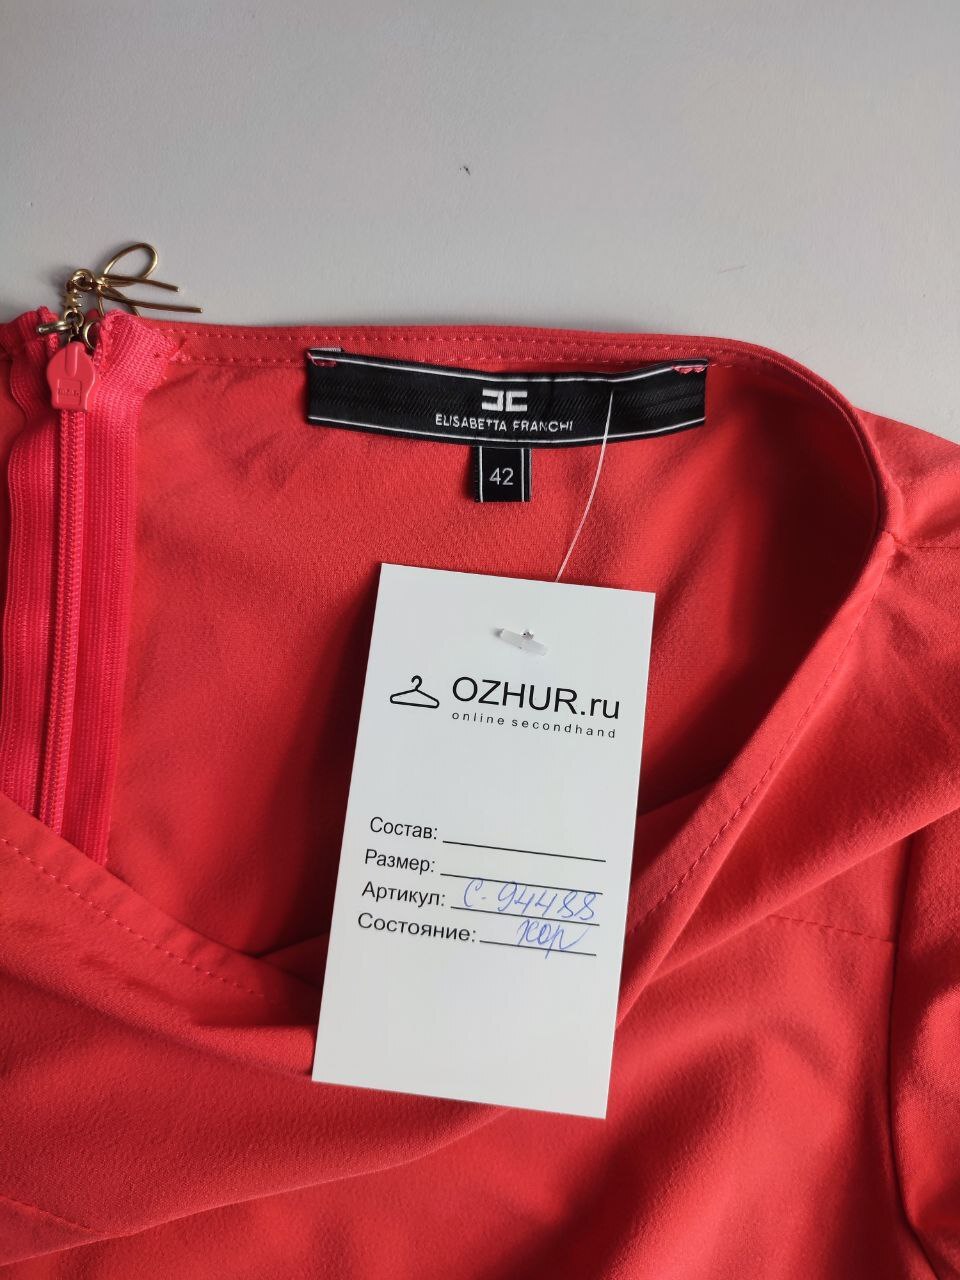 ELISABETTA FRANCHI
42
OZHUR.ru
online secondhand
Состав:
Размер:
Артикул: С-94488
Состояние: хор